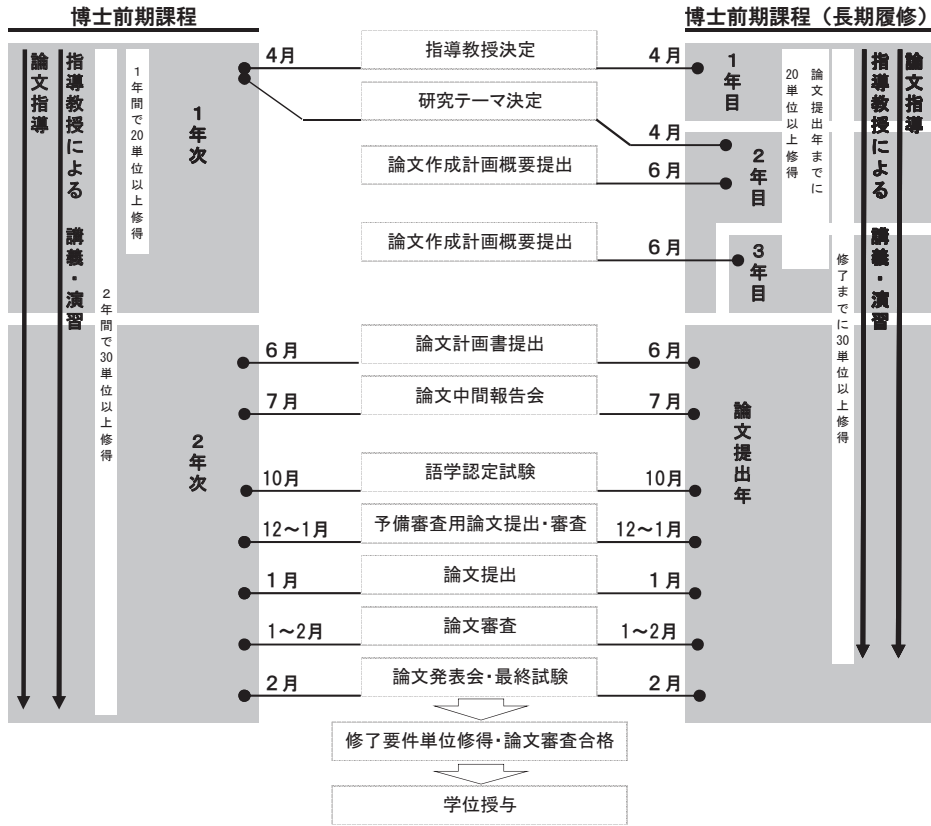 博士前期課程
博士前期課程（長期履修）
論文指導
指導教授による 講義・演習
1年間で20単位以上修得
2年間で30単位以上修得
1年次
2年次
4月 指導教授決定 4月
研究テーマ決定 4月
論文作成計画概要提出 6月
論文作成計画概要提出 6月
6月 論文計画書提出 6月
7月 論文中間報告会 7月
10月 語学認定試験 10月
12～1月 予備審査用論文提出・審査 12～1月
1月 論文提出 1月
1～2月 論文審査 1～2月
2月 論文発表会・最終試験 2月
修了要件単位修得・論文審査合格
学位授与
1年目
2年目
3年目
論文提出年
論文提出年までに
20単位以上修得
修了までに30単位以上修得
指導教授による 講義・演習
論文指導